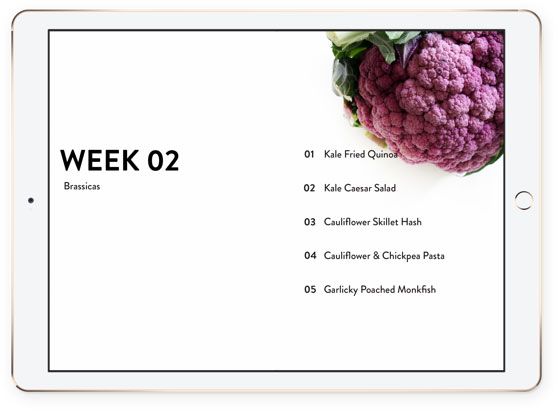 WEEK 02
Brassicas
01 Kale Fried Quinoa
02 Kale Caesar Salad
03 Cauliflower Skillet Hash
04 Cauliflower & Chickpea Pasta
05 Garlicky Poached Monkfish